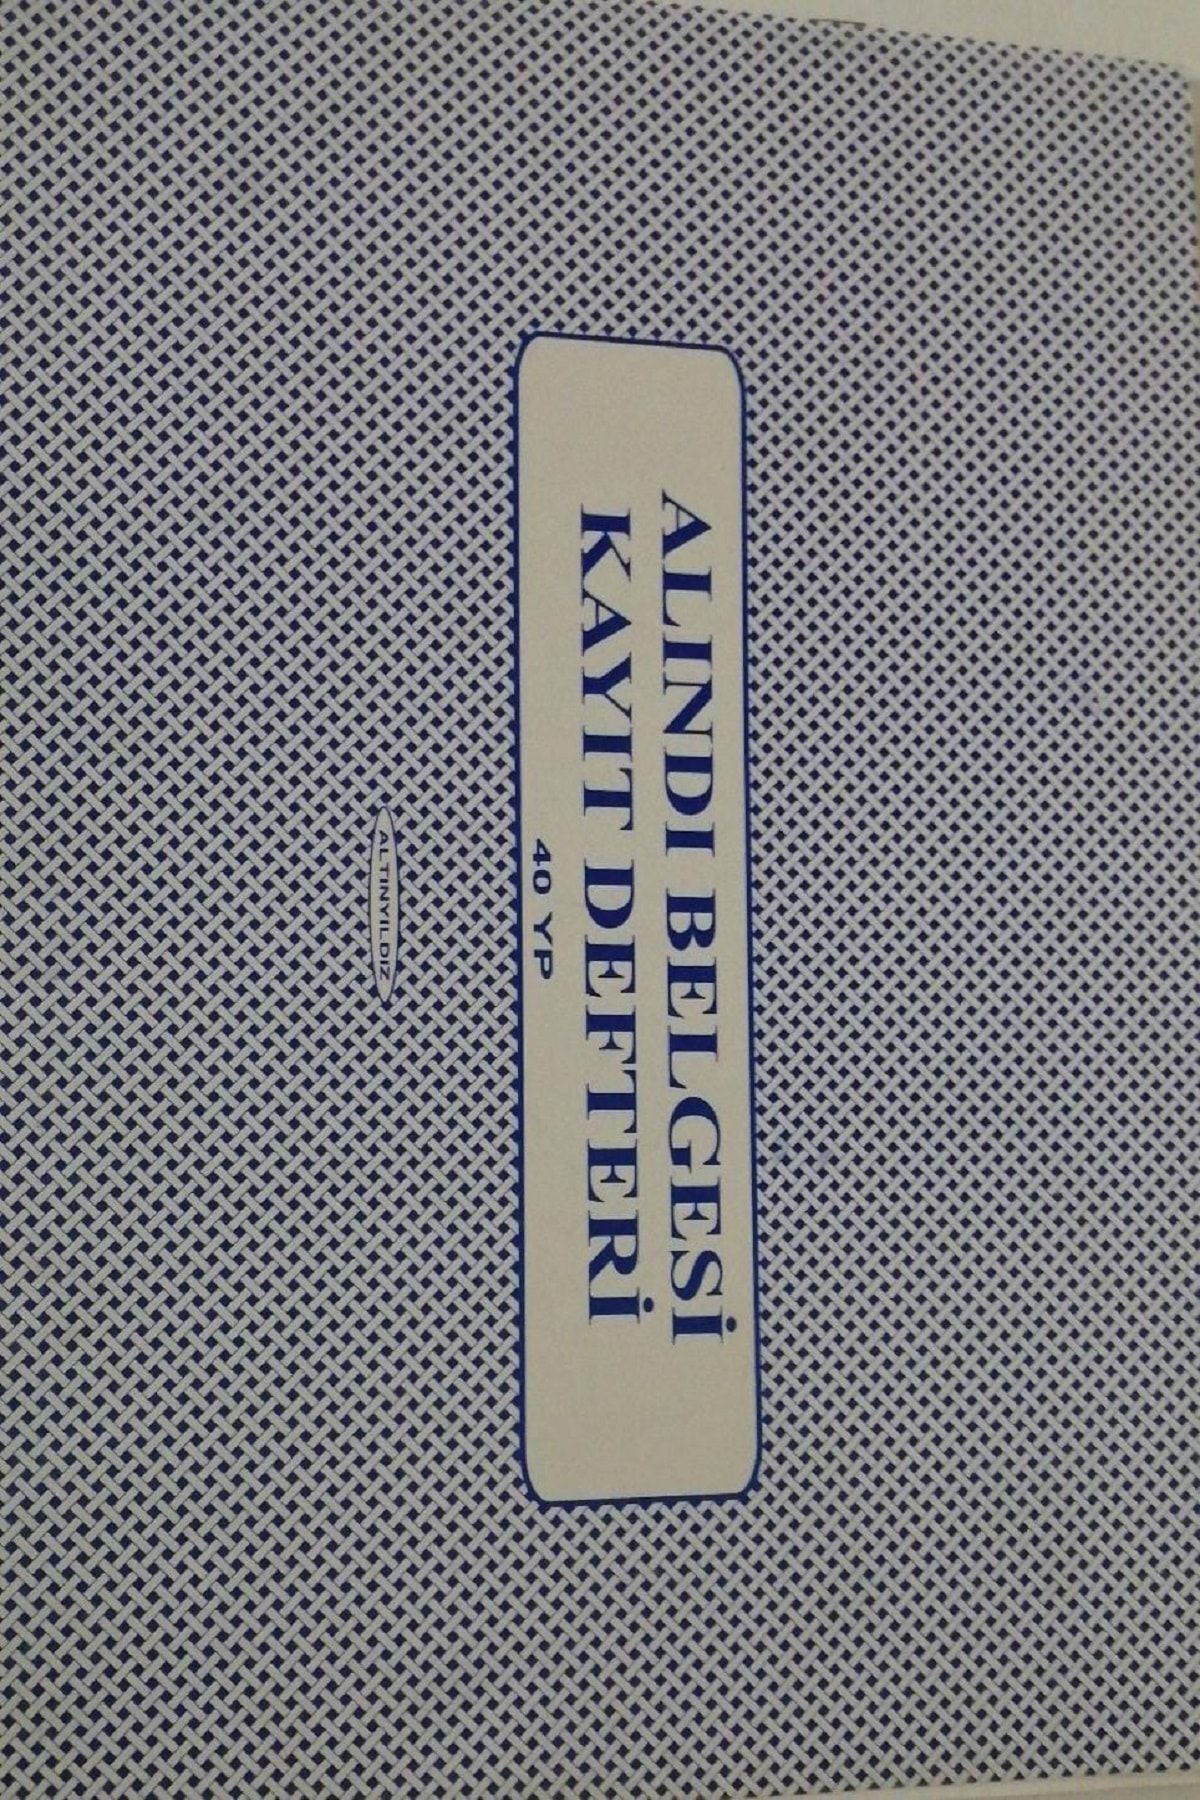 ALINDI BELGESİ
KAYIT DEFTERİ
40 YP
ALTINYILDIZ